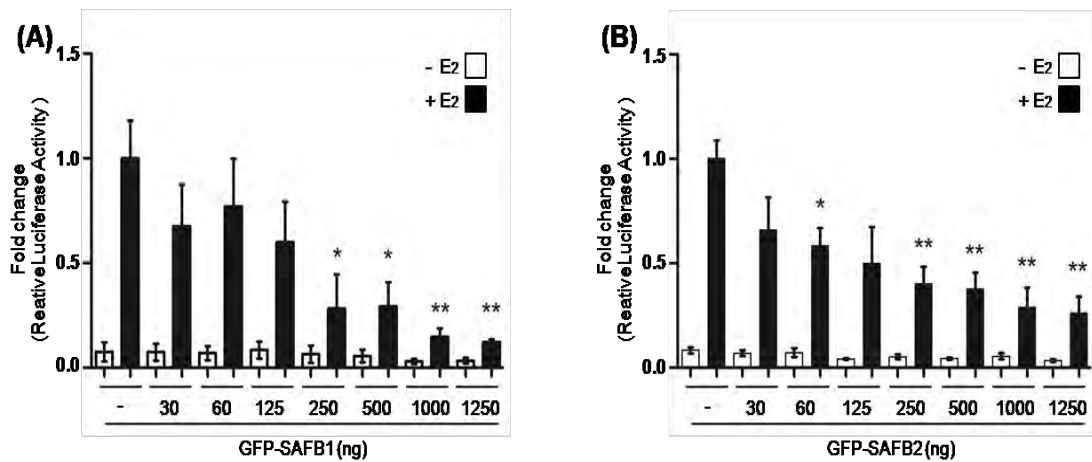 (A)
1.5
1.0
0.5
0.0
Fold change
(Reative Luciferase Activity)
- E2
+ E2
* * ** **
- 30 60 125 250 500 1000 1250
GFP-SAFB1(ng)
(B)
1.5
1.0
0.5
0.0
Fold change
(Reative Luciferase Activity)
- E2
+ E2
* ** ** ** **
- 30 60 125 250 500 1000 1250
GFP-SAFB2(ng)